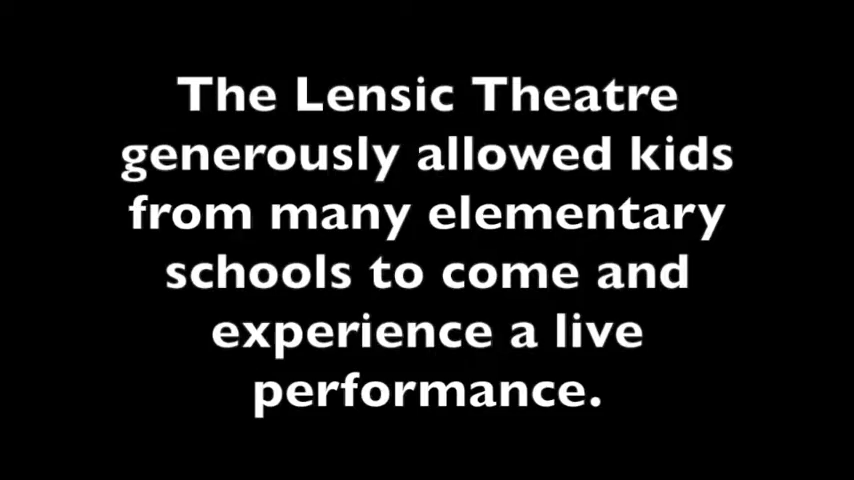 The Lensic Theatre
generously allowed kids
from many elementary
schools to come and
experience a live
performance.